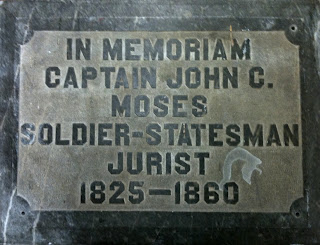 IN MEMORIAM
CAPTAIN JOHN C.
MOSES
SOLDIER-STATESMAN
JURIST
1825-1860